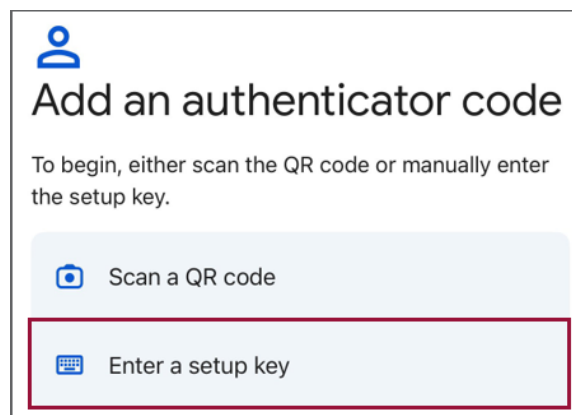 Add an authenticator code
To begin, either scan the QR code or manually enter
the setup key.
Scan a QR code
Enter a setup key